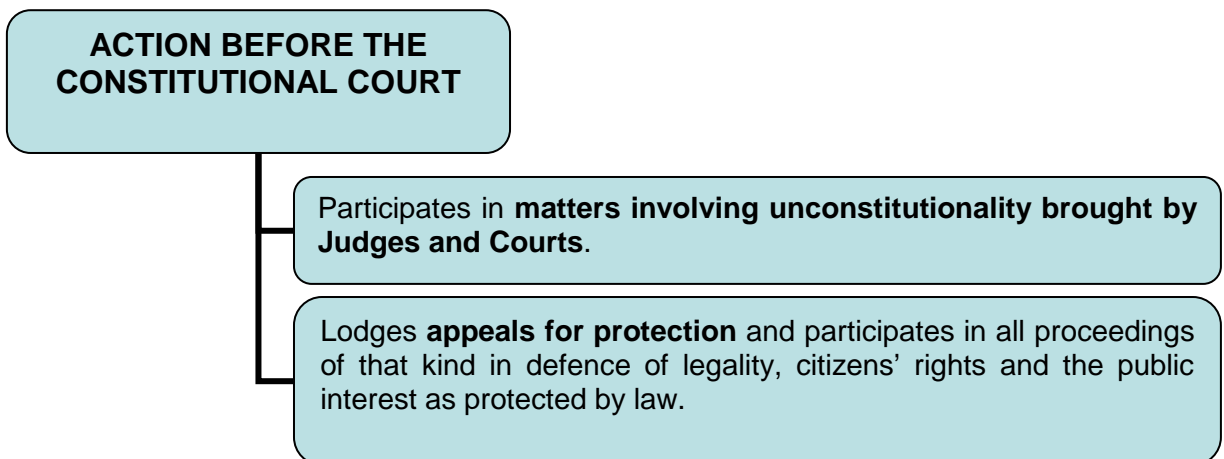 ACTION BEFORE THE
CONSTITUTIONAL COURT
Participates in matters involving unconstitutionality brought by
Judges and Courts.
Lodges appeals for protection and participates in all proceedings
of that kind in defence of legality, citizens’ rights and the public
interest as protected by law.